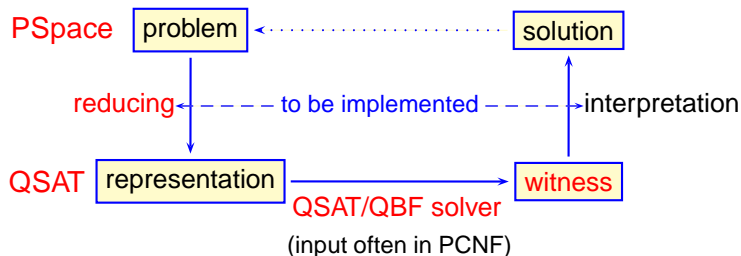 PSpace problem solution
reducing to be implemented interpretation
QSAT representation witness
QSAT/QBF solver
(input often in PCNF)